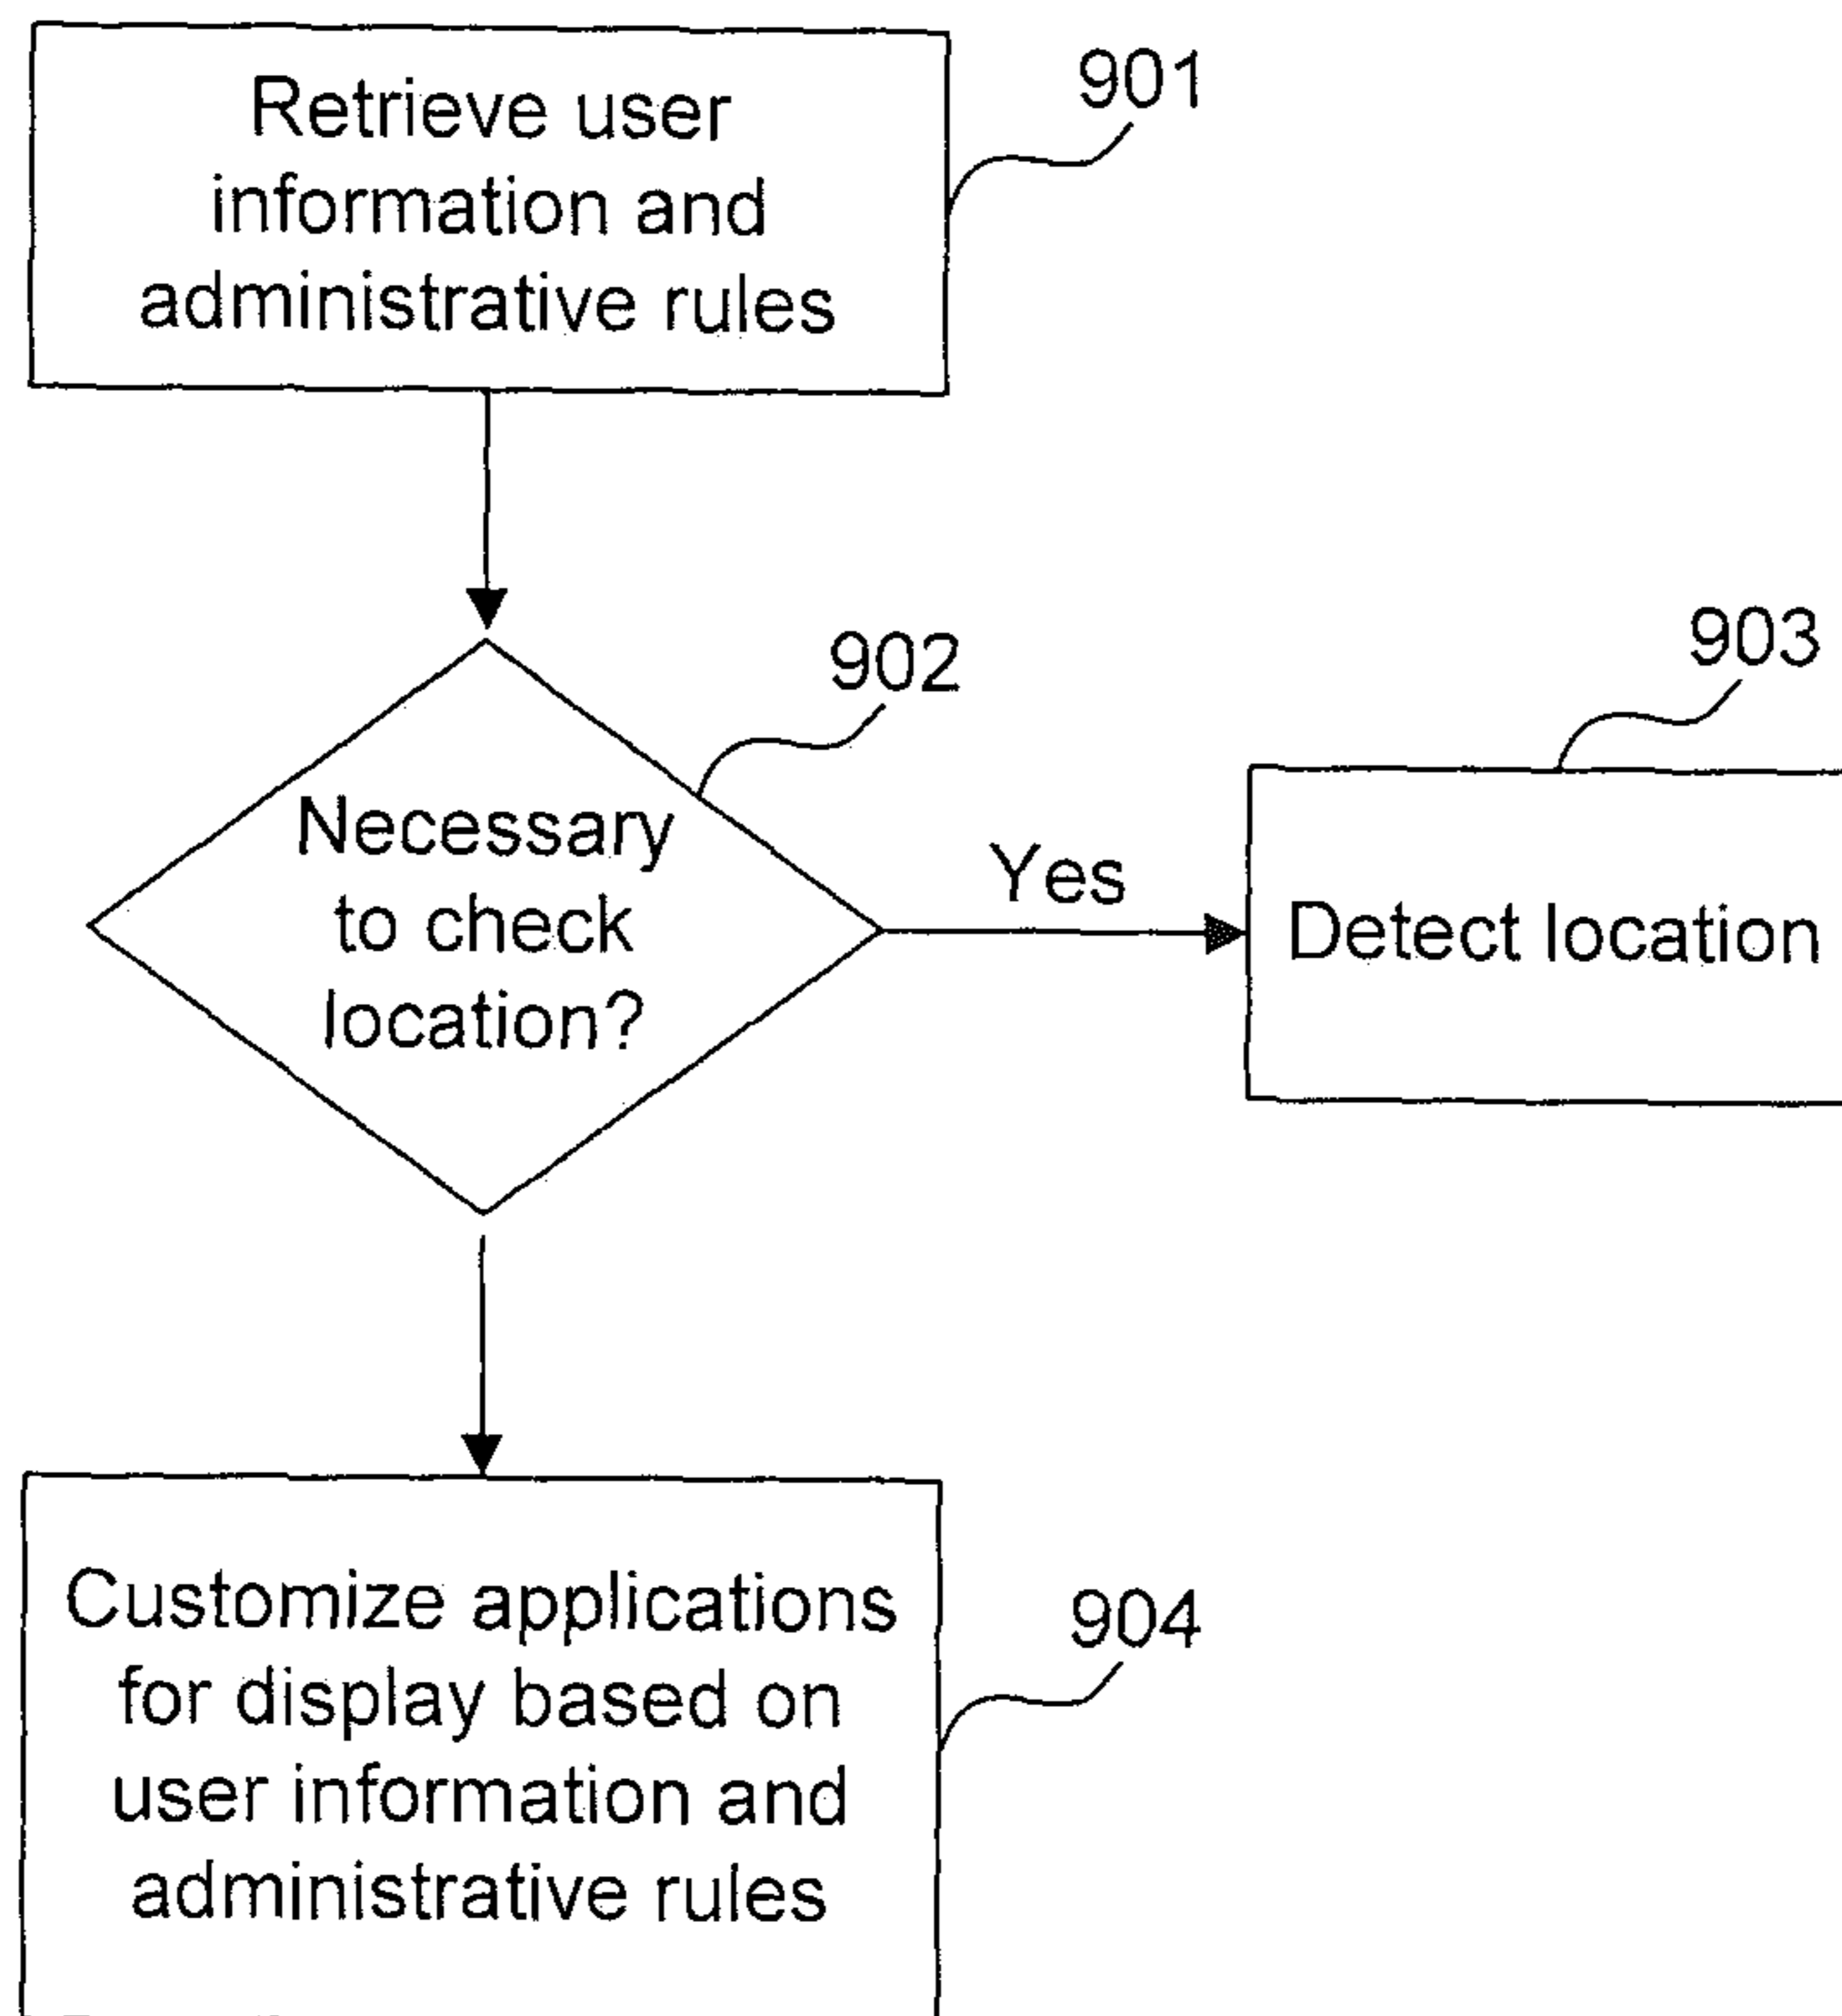 Retrieve user
information and
administrative rules
901
902
Necessary
to check
location?
Yes
903
Detect location
Customize applications
for display based on
user information and
administrative rules
904